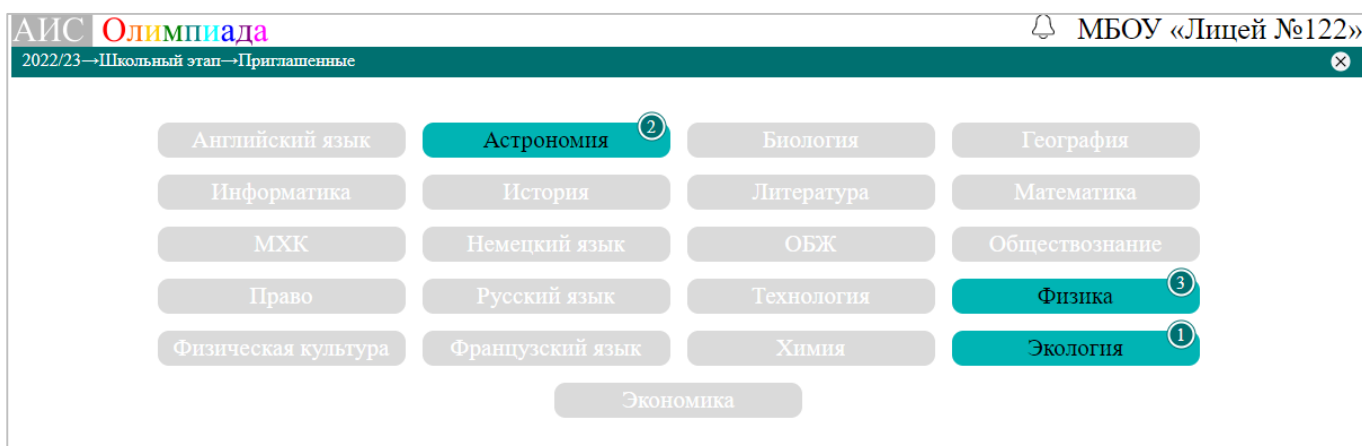 АИС Олимпиада МБОУ «Лицей №122»
2022/23→Школьный этап→Приглашенные
Английский язык Астрономия 2 Биология География
Информатика История Литература Математика
МХК Немецкий язык ОБЖ Обществознание
Право Русский язык Технология Физика 3
Физическая культура Французский язык Химия Экология 1
Экономика